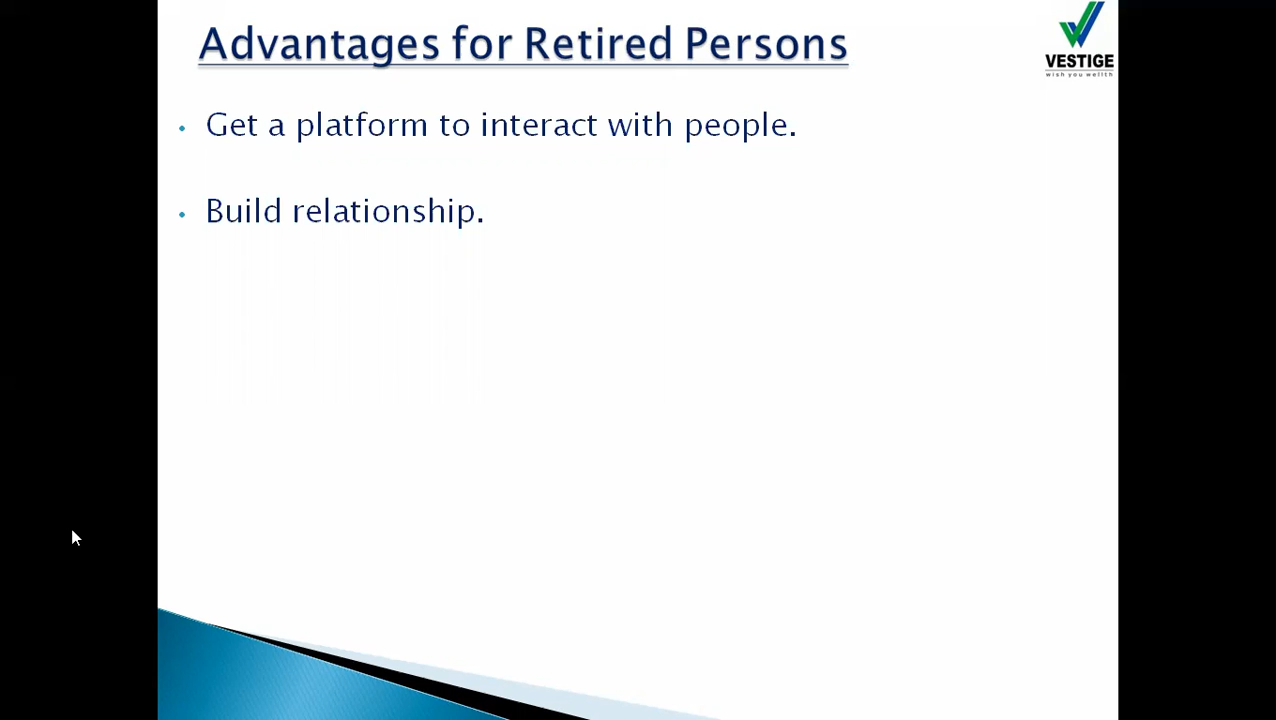 Advantages for Retired Persons
VESTIGE
wish you wellth
• Get a platform to interact with people.
• Build relationship.